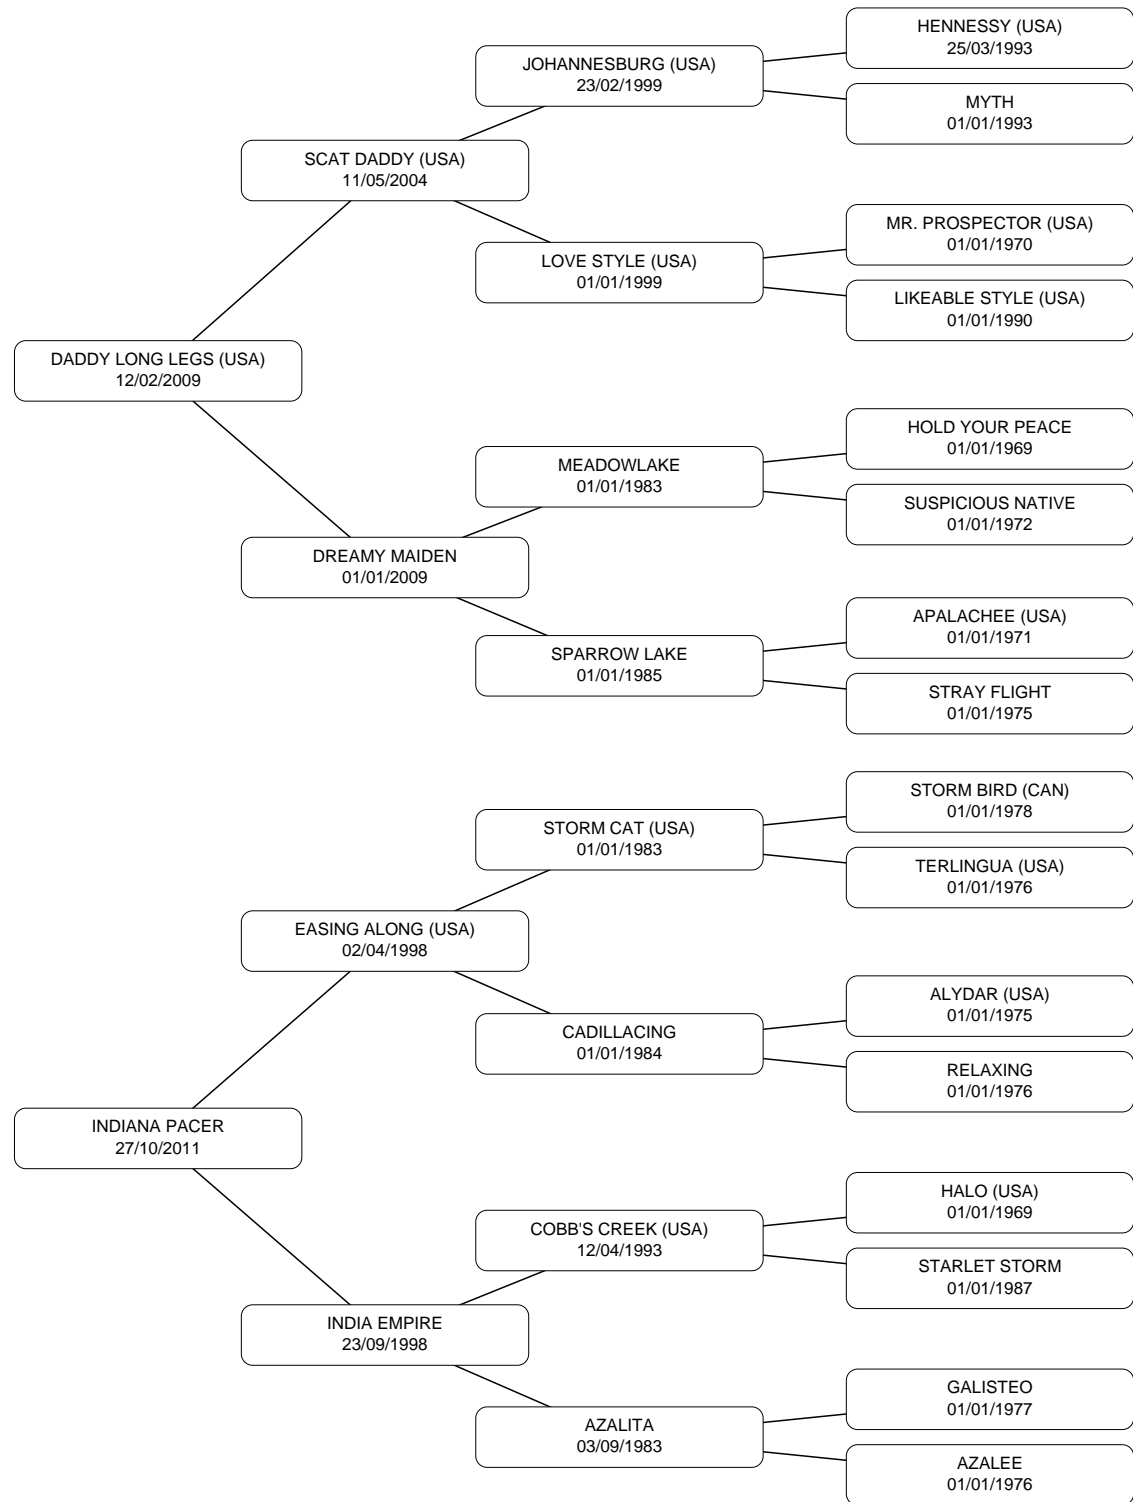 HENNESSY (USA)
25/03/1993
JOHANNESBURG (USA)
23/02/1999
MYTH
01/01/1993
SCAT DADDY (USA)
11/05/2004
MR. PROSPECTOR (USA)
01/01/1970
LOVE STYLE (USA)
01/01/1999
LIKEABLE STYLE (USA)
01/01/1990
DADDY LONG LEGS (USA)
12/02/2009
HOLD YOUR PEACE
01/01/1969
MEADOWLAKE
01/01/1983
SUSPICIOUS NATIVE
01/01/1972
DREAMY MAIDEN
01/01/2009
APALACHEE (USA)
01/01/1971
SPARROW LAKE
01/01/1985
STRAY FLIGHT
01/01/1975
STORM BIRD (CAN)
01/01/1978
STORM CAT (USA)
01/01/1983
TERLINGUA (USA)
01/01/1976
EASING ALONG (USA)
02/04/1998
ALYDAR (USA)
01/01/1975
CADILLACING
01/01/1984
RELAXING
01/01/1976
INDIANA PACER
27/10/2011
HALO (USA)
01/01/1969
COBB'S CREEK (USA)
12/04/1993
STARLET STORM
01/01/1987
INDIA EMPIRE
23/09/1998
GALISTEO
01/01/1977
AZALITA
03/09/1983
AZALEE
01/01/1976